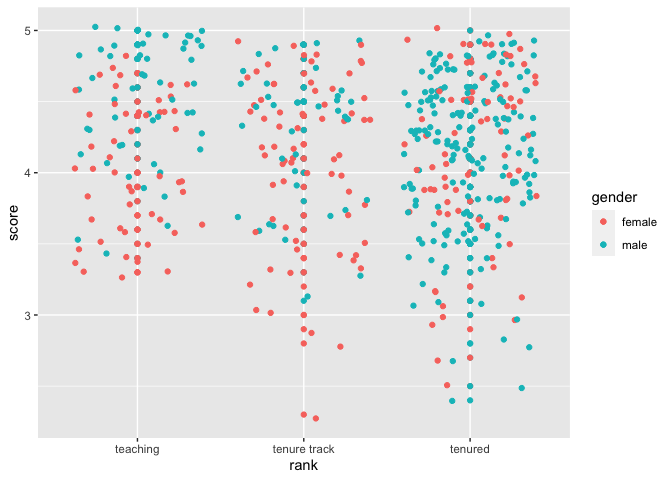 5
4
3
score
teaching
tenure track
tenured
rank
gender
female
male